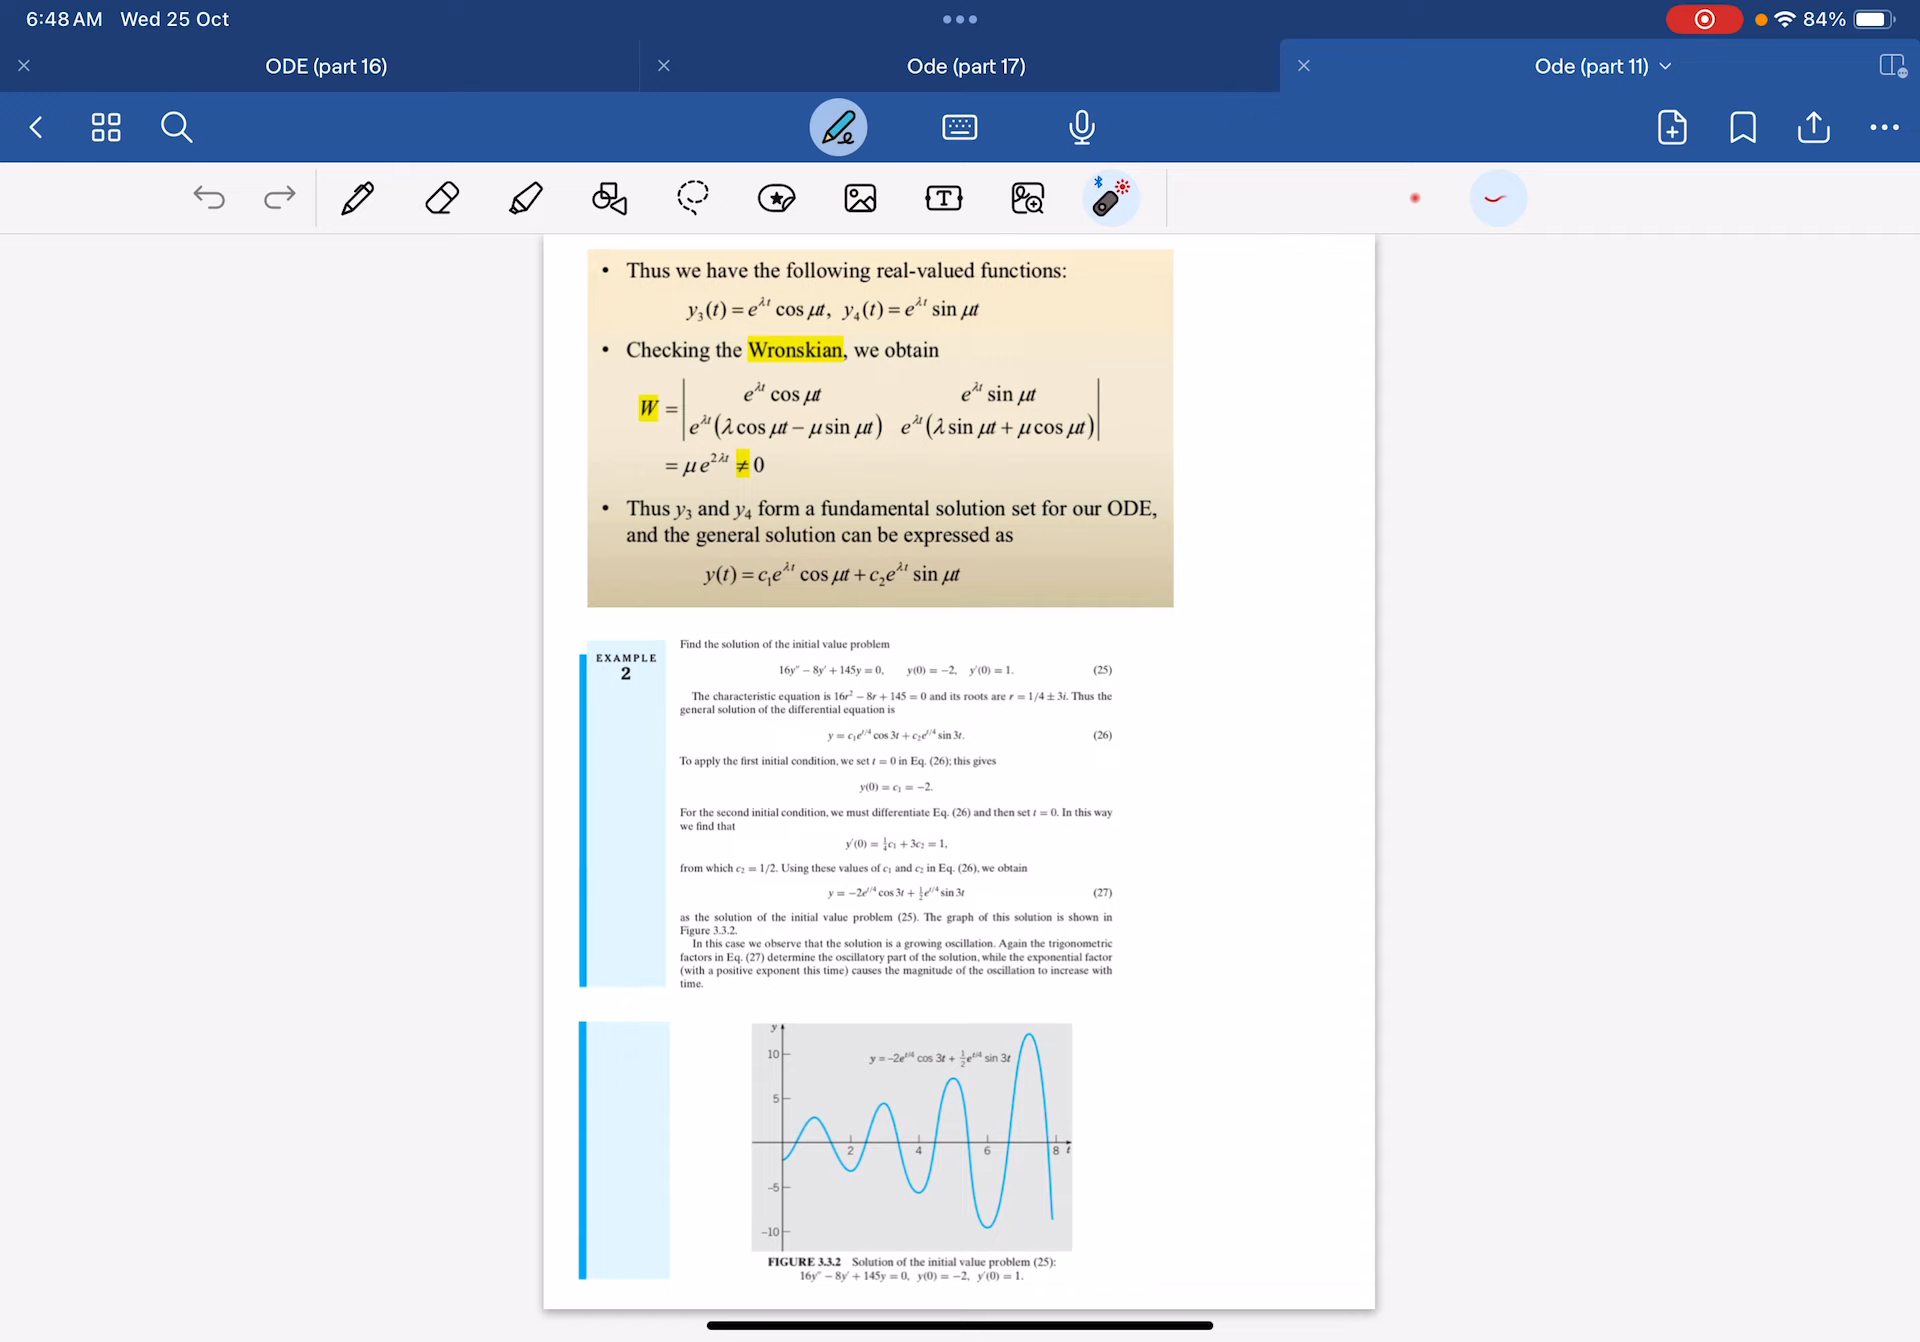 6:48 AM Wed 25 Oct
84%
ODE (part 16)
Ode (part 17)
Ode (part 11)
• Thus we have the following real-valued functions:
y₃(t) = e^{λt} cos μt, y₄(t) = e^{λt} sin μt
• Checking the Wronskian, we obtain
W = | e^{λt} cos μt   e^{λt} sin μt |
| e^{λt}(λ cos μt − μ sin μt)   e^{λt}(λ sin μt + μ cos μt) |
= μ e^{2λt} ≠ 0
• Thus y₃ and y₄ form a fundamental solution set for our ODE,
and the general solution can be expressed as
y(t) = c₁e^{λt} cos μt + c₂e^{λt} sin μt
EXAMPLE
2
Find the solution of the initial value problem
16y″ − 8y′ + 145y = 0,   y(0) = −2,   y′(0) = 1.   (25)
The characteristic equation is 16r² − 8r + 145 = 0 and its roots are r = 1/4 ± 3i. Thus the
general solution of the differential equation is
y = c₁e^{t/4} cos 3t + c₂e^{t/4} sin 3t.   (26)
To apply the first initial condition, we set t = 0 in Eq. (26); this gives
y(0) = c₁ = −2.
For the second initial condition, we must differentiate Eq. (26) and then set t = 0. In this way
we find that
y′(0) = ¼c₁ + 3c₂ = 1,
from which c₂ = 1/2. Using these values of c₁ and c₂ in Eq. (26), we obtain
y = −2e^{t/4} cos 3t + ½e^{t/4} sin 3t   (27)
as the solution of the initial value problem (25). The graph of this solution is shown in
Figure 3.3.2.
In this case we observe that the solution is a growing oscillation. Again the trigonometric
factors in Eq. (27) determine the oscillatory part of the solution, while the exponential factor
(with a positive exponent this time) causes the magnitude of the oscillation to increase with
time.
y
10
y = −2e^{t/4} cos 3t + ½e^{t/4} sin 3t
5
2 4 6 8 t
−5
−10
FIGURE 3.3.2 Solution of the initial value problem (25):
16y″ − 8y′ + 145y = 0, y(0) = −2, y′(0) = 1.